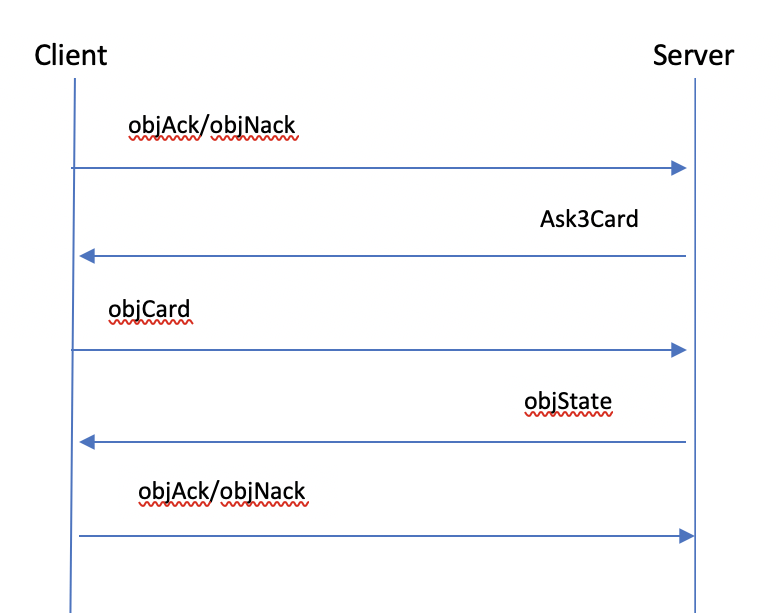 Client
Server
objAck/objNack
Ask3Card
objCard
objState
objAck/objNack